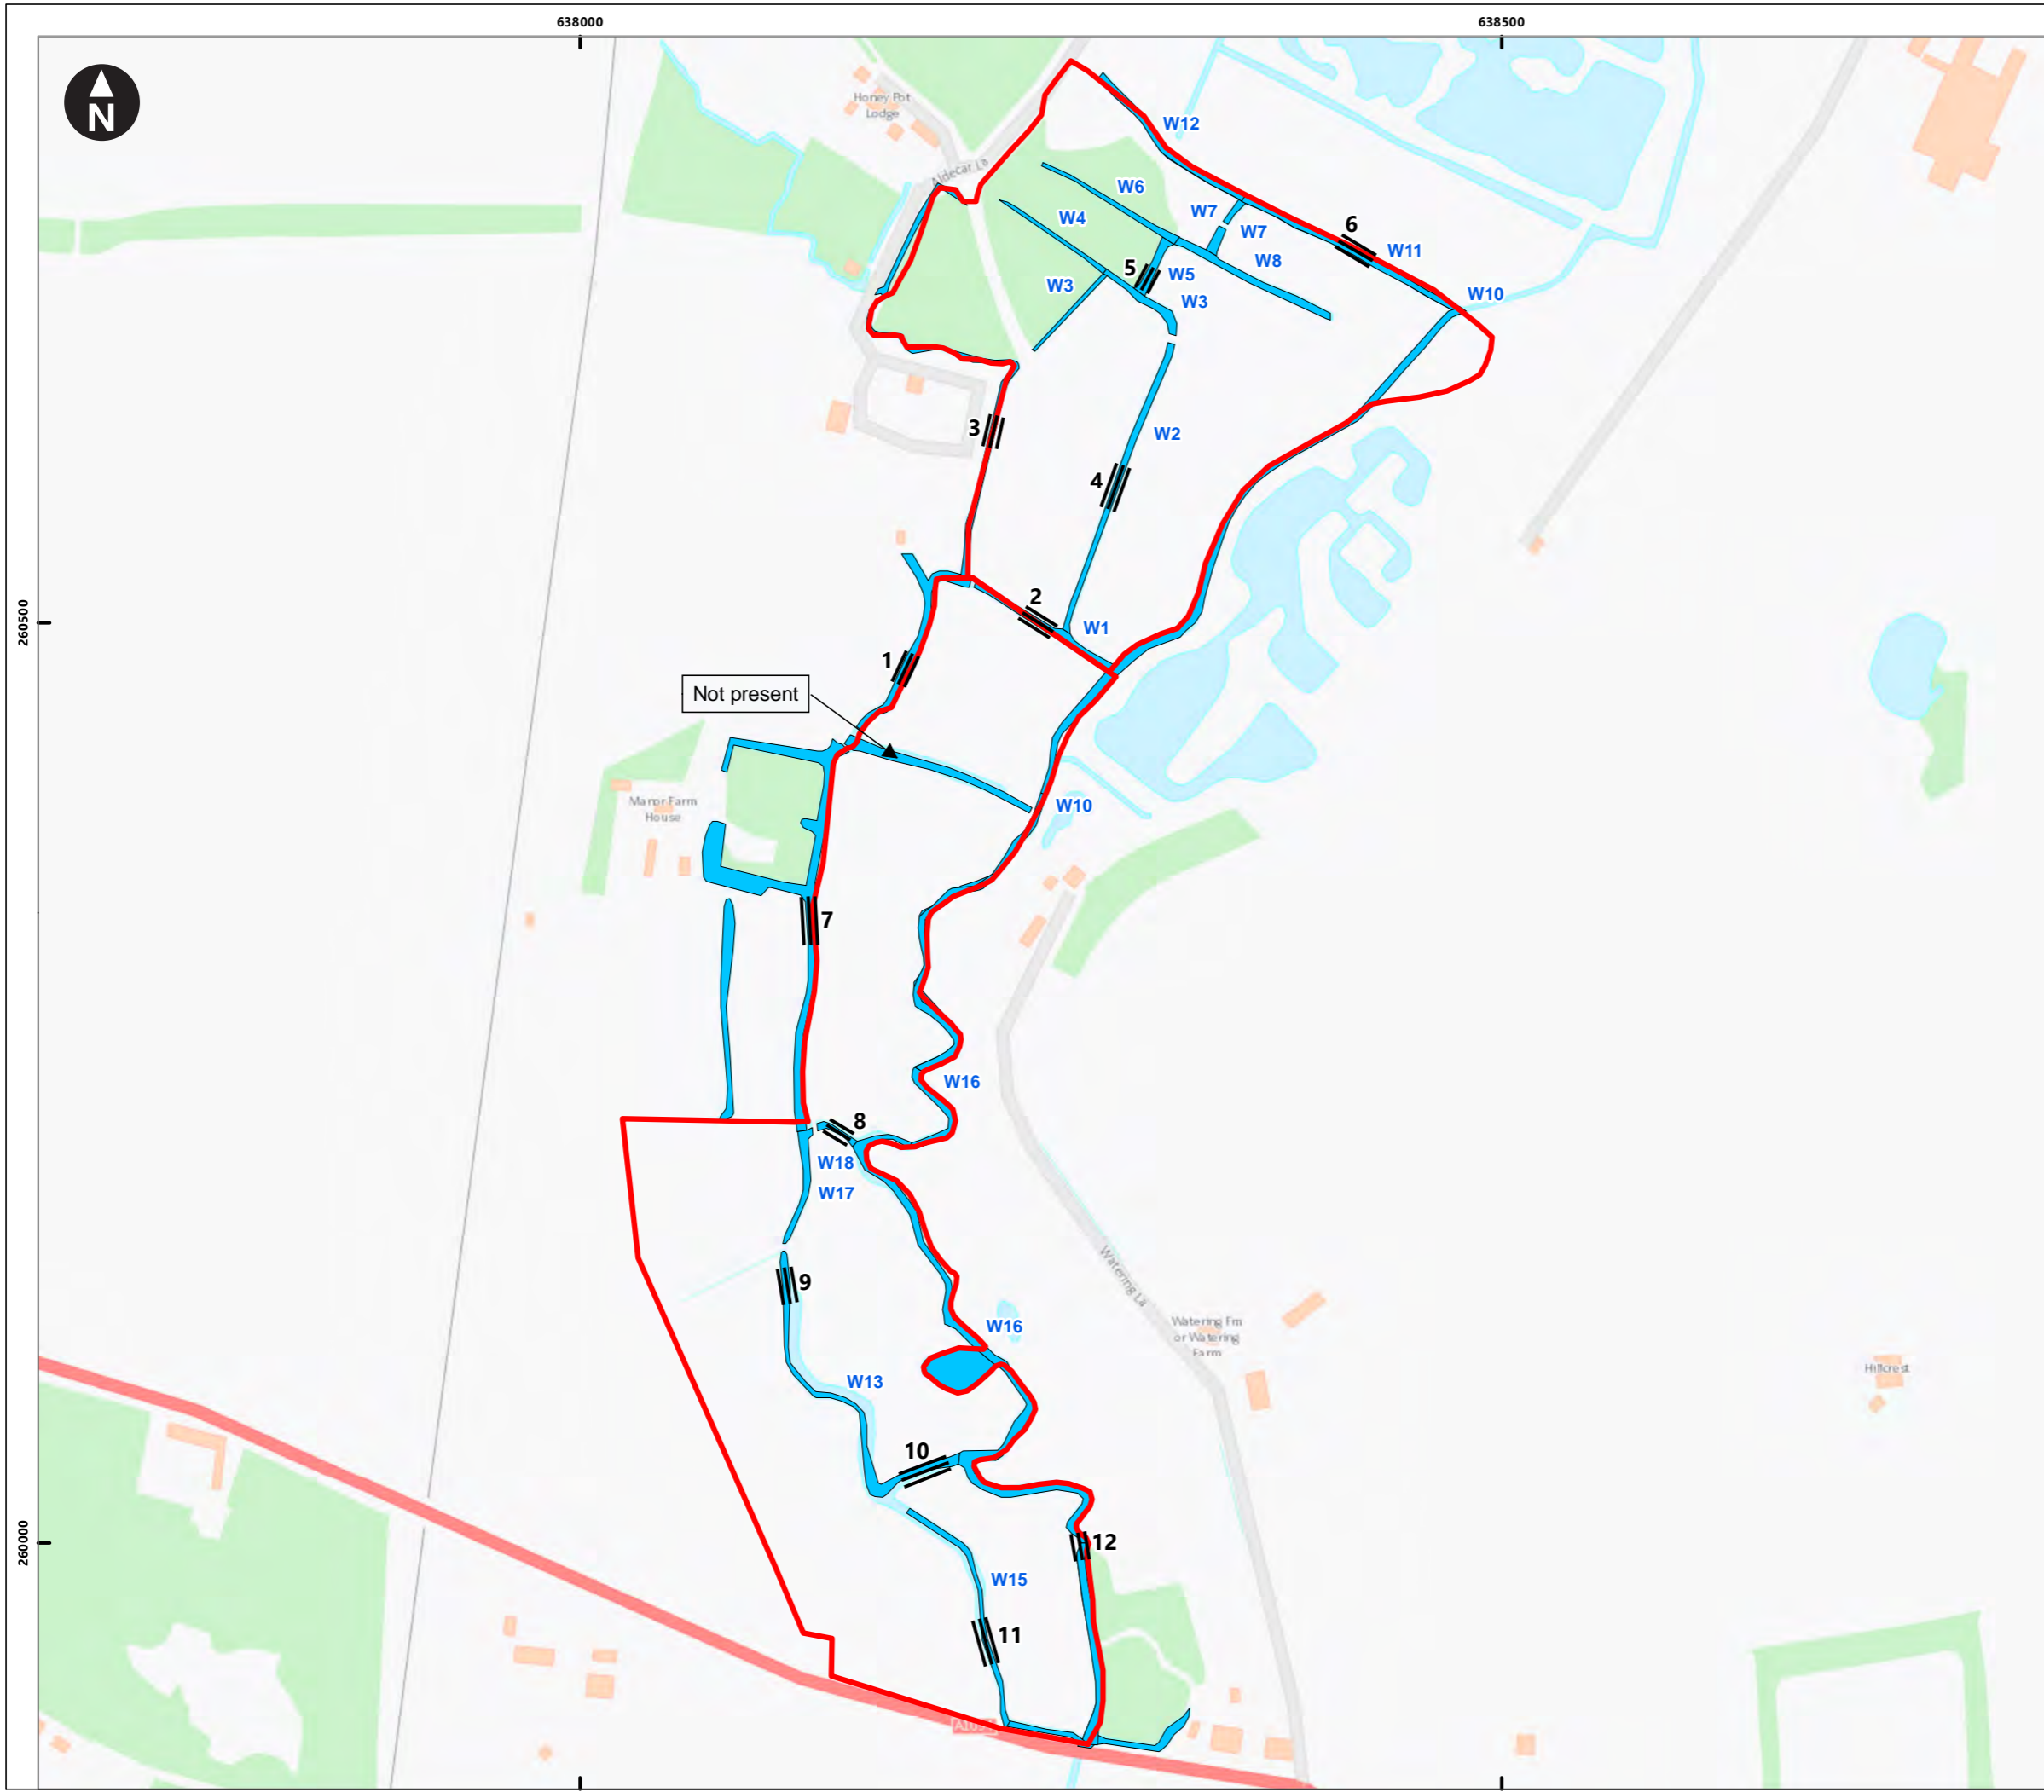 638000
638500
N
Honey Pot
Lodge
W12
Aldecar La
W6
W4
W7
6
W7
W11
W8
5
W5
W3
W3
W10
3
W2
4
260500
2
W1
1
Not present
Manor Farm
House
W10
7
W16
8
W18
W17
9
Watering La
W16
Watering Fm
or Watering
Farm
Hillcrest
W13
10
260000
12
W15
11